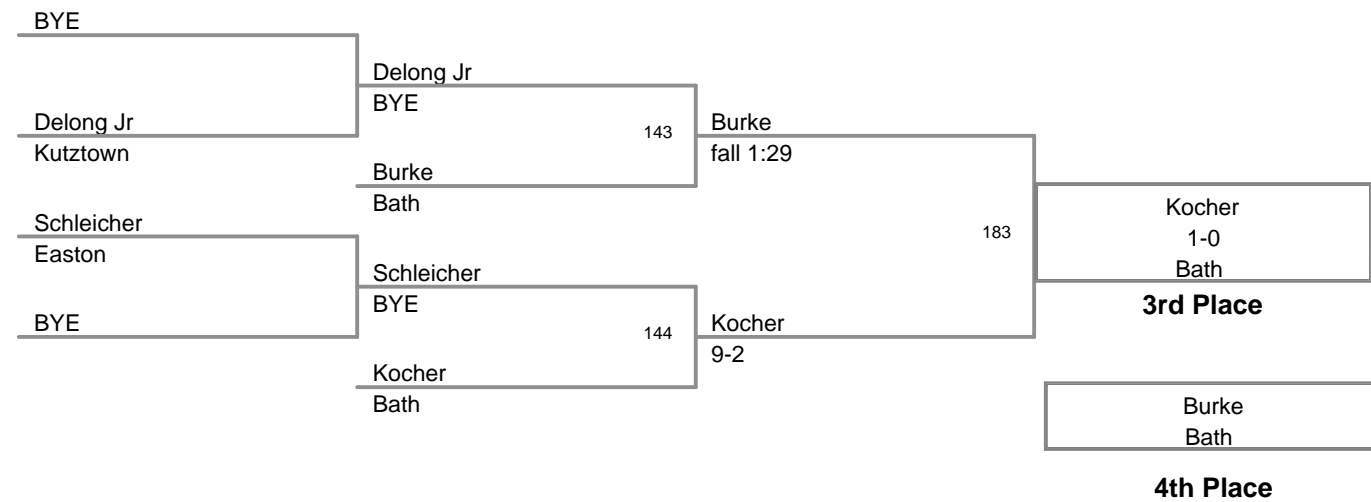 BYE
Delong Jr
BYE
Delong Jr
143
Burke
Kutztown
fall 1:29
Burke
Bath
Kocher
Schleicher
183
1-0
Easton
Bath
Schleicher
3rd Place
BYE
BYE
144
Kocher
9-2
Kocher
Bath
Burke
Bath
4th Place